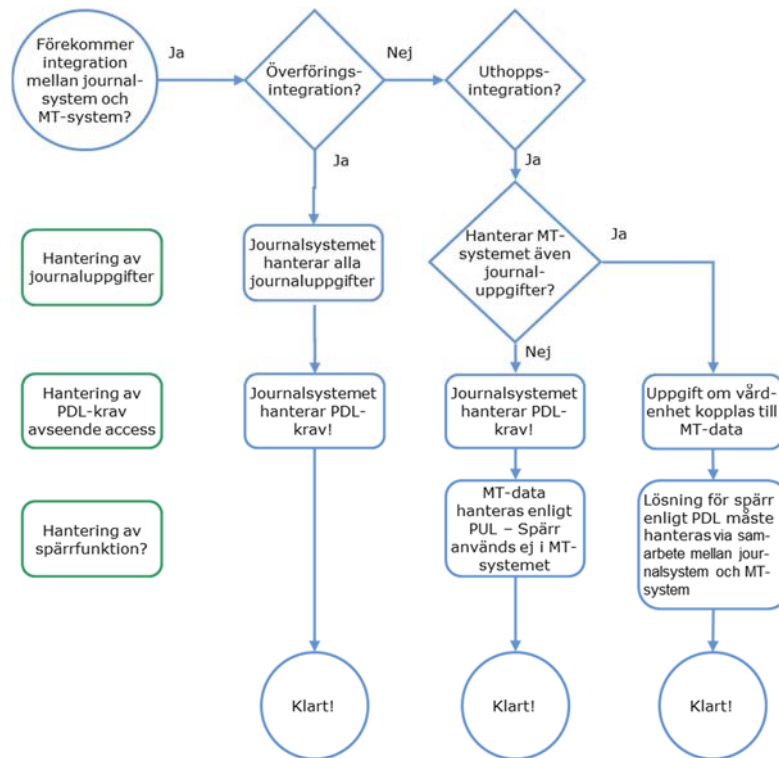 Förekommer
integration
mellan journal-
system och
MT-system?
Ja
Överförings-
integration?
Nej
Uthopps-
integration?
Ja
Ja
Hantering av
journaluppgifter
Journalsystemet
hanterar alla
journaluppgifter
Hanterar MT-
systemet även
journal-
uppgifter?
Ja
Nej
Hantering av
PDL-krav
avseende access
Journalsystemet
hanterar PDL-
krav!
Journalsystemet
hanterar PDL-
krav!
Uppgift om vård-
enhet kopplas till
MT-data
Hantering av
spärrfunktion?
MT-data
hanteras enligt
PUL – Spärr
används ej i MT-
systemet
Lösning för spärr
enligt PDL måste
hanteras via sam-
arbete mellan jour-
nalsystem och MT-
system
Klart!
Klart!
Klart!